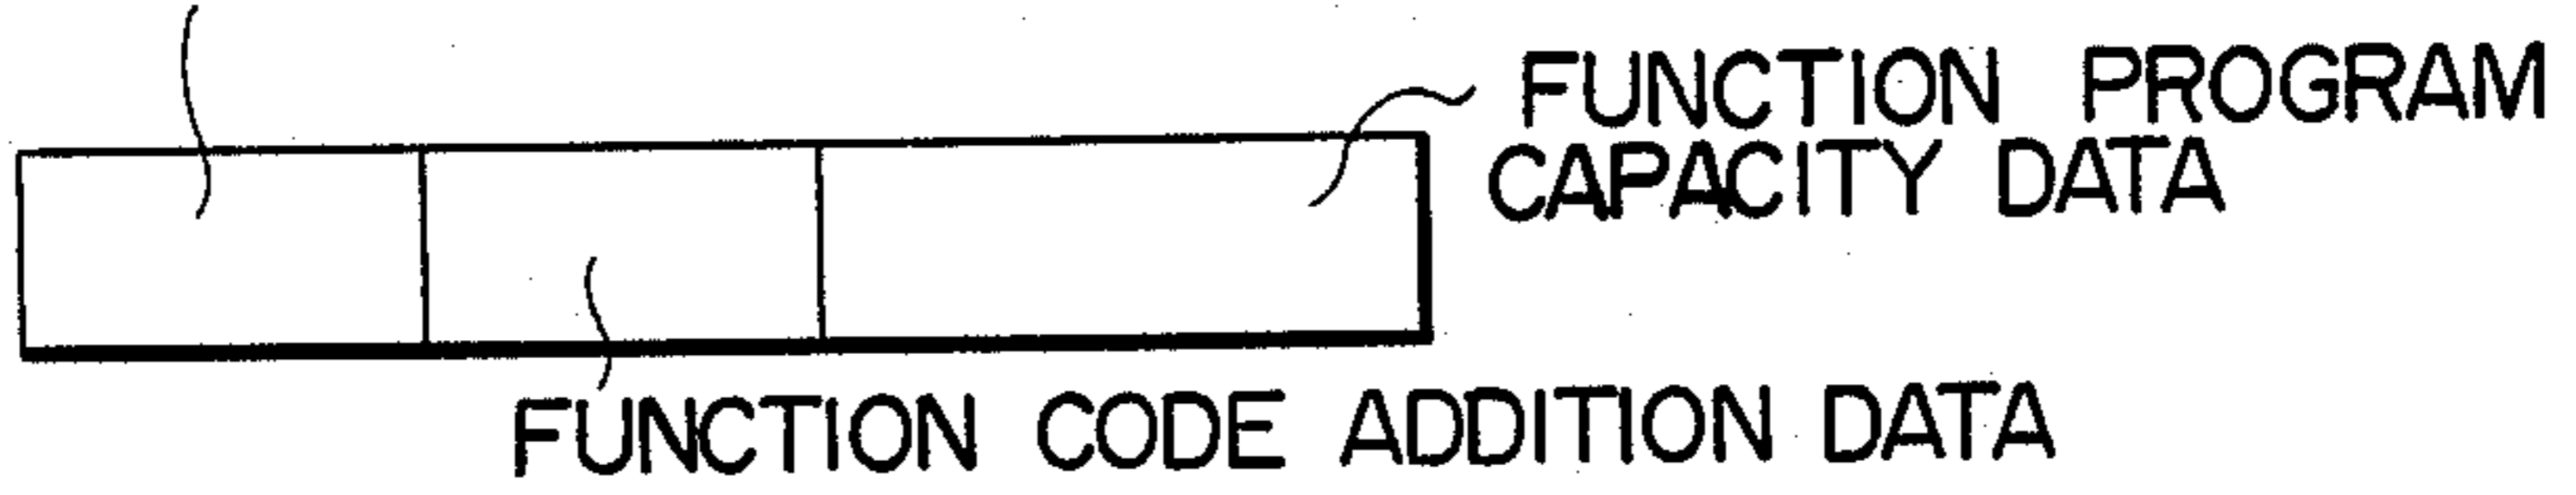 FUNCTION PROGRAM
CAPACITY DATA
FUNCTION CODE ADDITION DATA